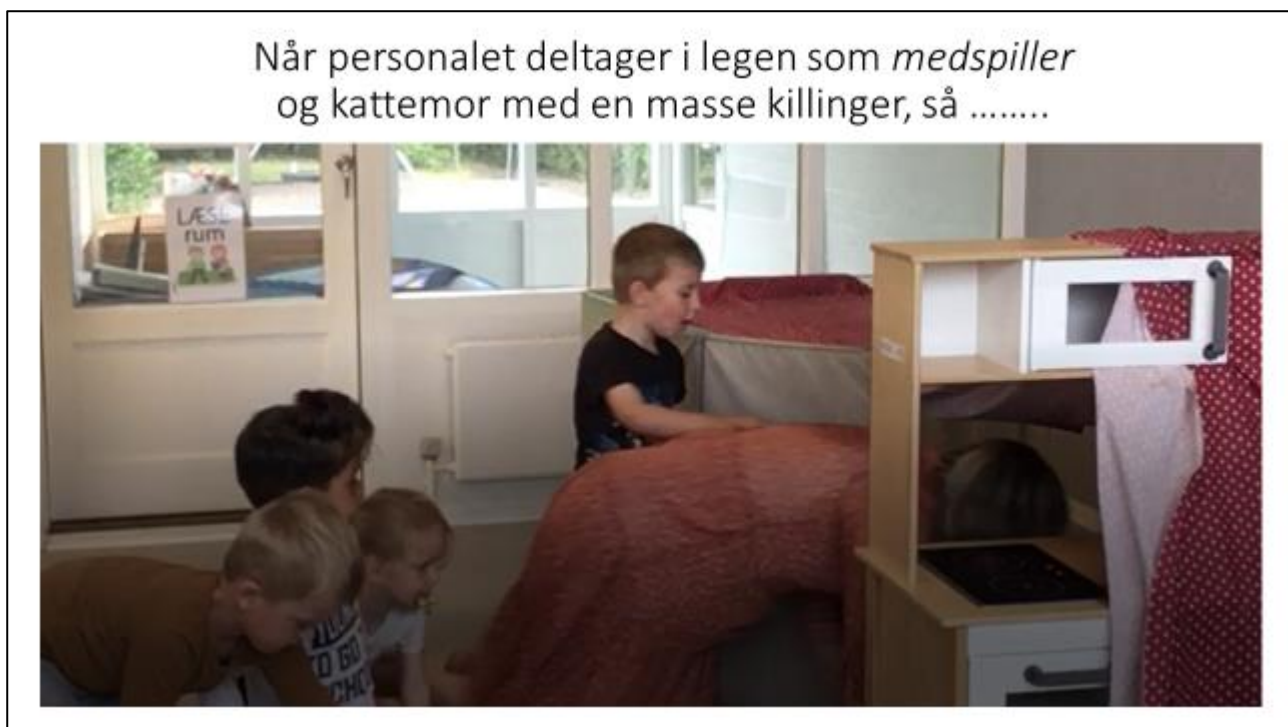 Når personalet deltager i legen som medspiller
og kattemor med en masse killinger, så ……..
LÆSE
rum